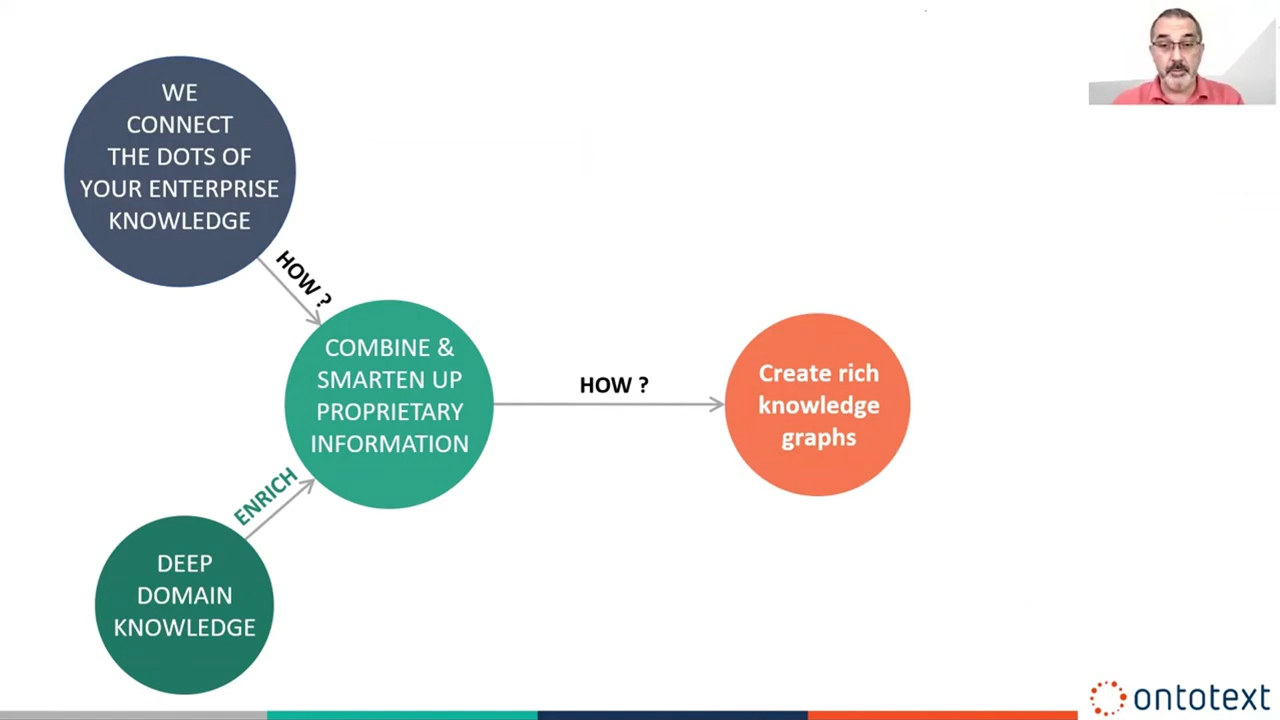 WE
CONNECT
THE DOTS OF
YOUR ENTERPRISE
KNOWLEDGE
HOW ?
COMBINE &
SMARTEN UP
PROPRIETARY
INFORMATION
HOW ?
Create rich
knowledge
graphs
ENRICH
DEEP
DOMAIN
KNOWLEDGE
ontotext